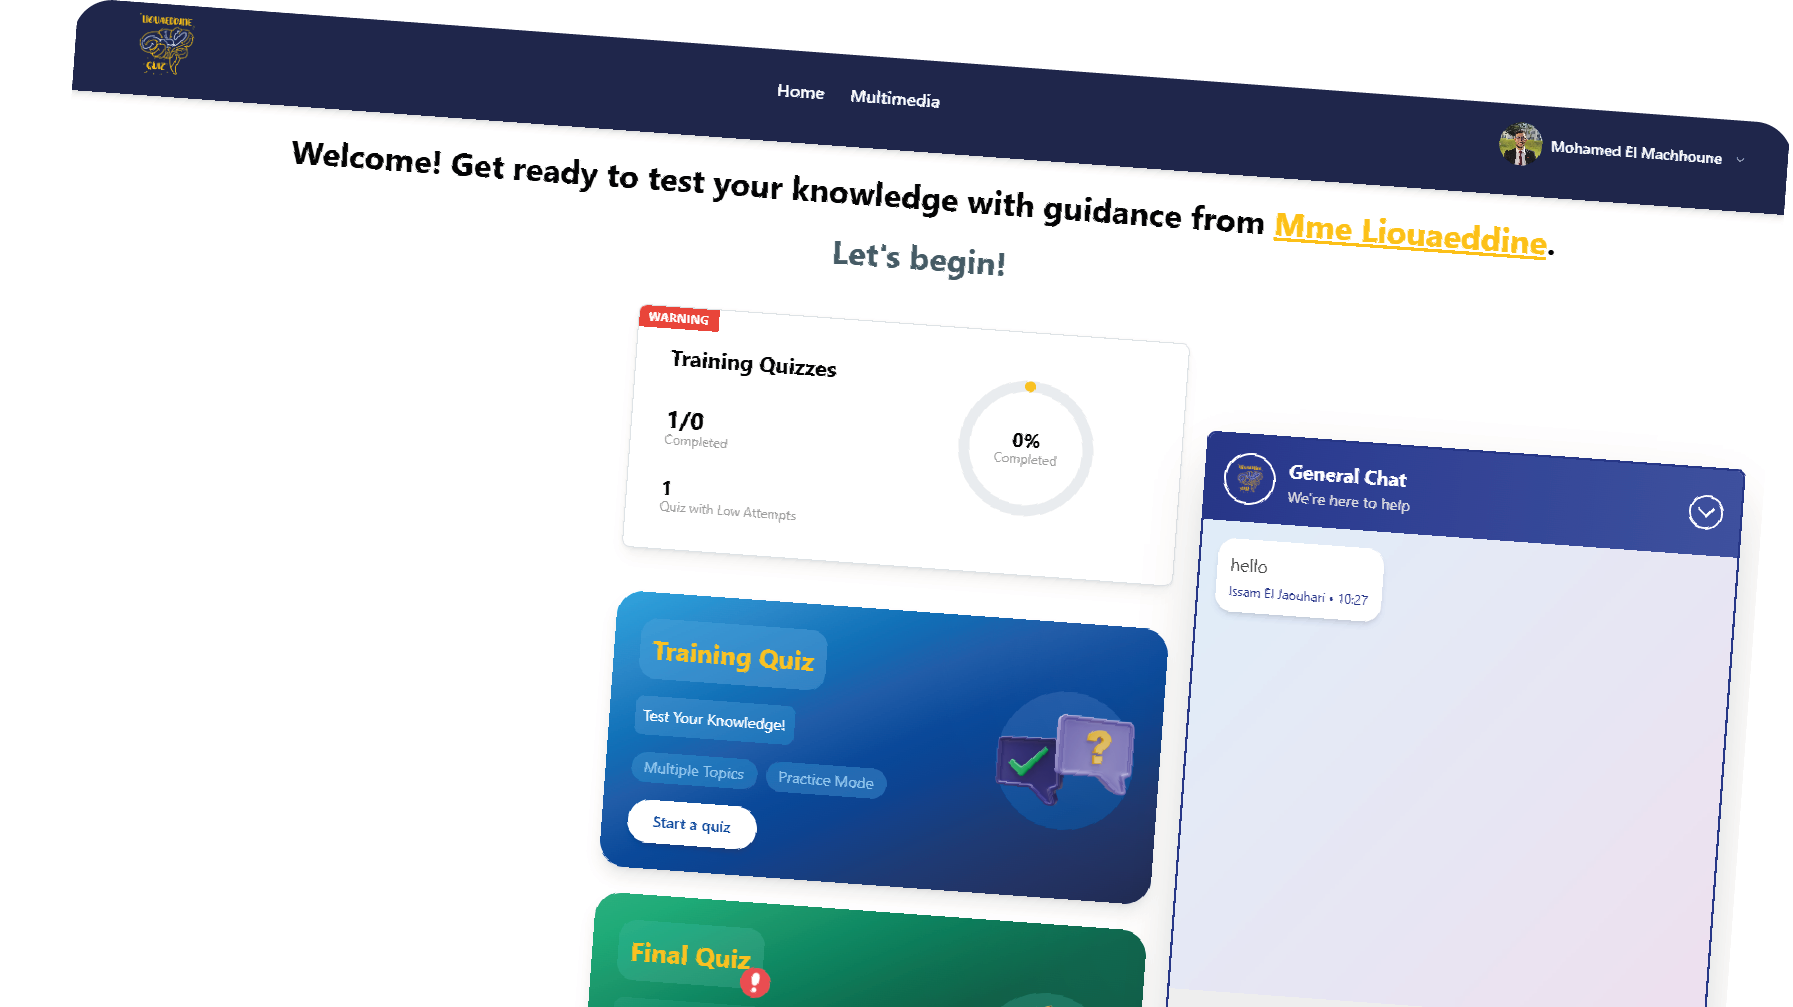 LIOUAEDDINE
QUIZ
Home Multimedia
Mohamed El Machhoune
Welcome! Get ready to test your knowledge with guidance from Mme Liouaeddine.
Let's begin!
WARNING
Training Quizzes
1/0
Completed
1
Quiz with Low Attempts
0%
Completed
General Chat
We're here to help
hello
Issam El Jaouhari • 10:27
Training Quiz
Test Your Knowledge!
Multiple Topics Practice Mode
Start a quiz
?
Final Quiz
!